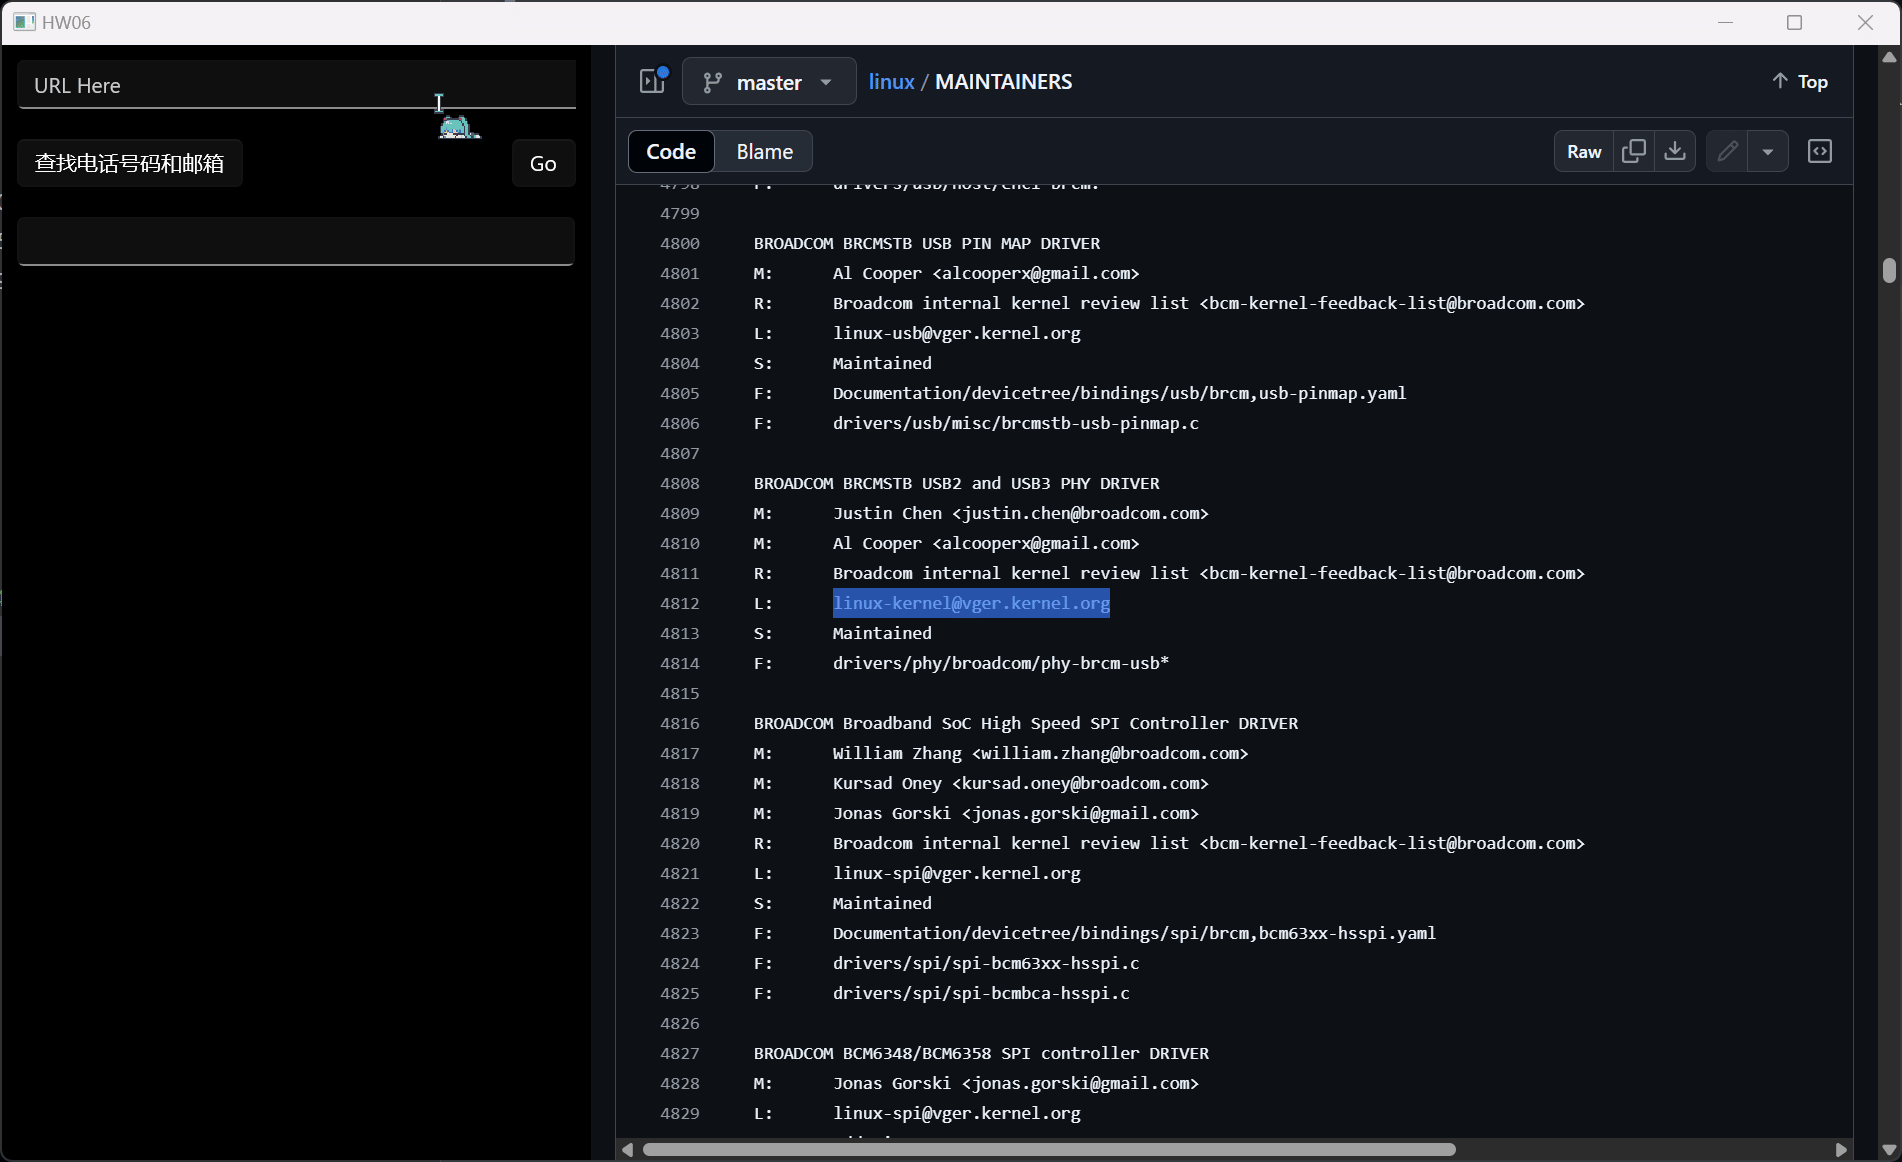 HW06
URL Here
查找电话号码和邮箱
Go
master
linux / MAINTAINERS
Top
Code
Blame
Raw
4798 F: drivers/usb/host/ehci-brcm.
4799
4800 BROADCOM BRCMSTB USB PIN MAP DRIVER
4801 M: Al Cooper <alcooperx@gmail.com>
4802 R: Broadcom internal kernel review list <bcm-kernel-feedback-list@broadcom.com>
4803 L: linux-usb@vger.kernel.org
4804 S: Maintained
4805 F: Documentation/devicetree/bindings/usb/brcm,usb-pinmap.yaml
4806 F: drivers/usb/misc/brcmstb-usb-pinmap.c
4807
4808 BROADCOM BRCMSTB USB2 and USB3 PHY DRIVER
4809 M: Justin Chen <justin.chen@broadcom.com>
4810 M: Al Cooper <alcooperx@gmail.com>
4811 R: Broadcom internal kernel review list <bcm-kernel-feedback-list@broadcom.com>
4812 L: linux-kernel@vger.kernel.org
4813 S: Maintained
4814 F: drivers/phy/broadcom/phy-brcm-usb*
4815
4816 BROADCOM Broadband SoC High Speed SPI Controller DRIVER
4817 M: William Zhang <william.zhang@broadcom.com>
4818 M: Kursad Oney <kursad.oney@broadcom.com>
4819 M: Jonas Gorski <jonas.gorski@gmail.com>
4820 R: Broadcom internal kernel review list <bcm-kernel-feedback-list@broadcom.com>
4821 L: linux-spi@vger.kernel.org
4822 S: Maintained
4823 F: Documentation/devicetree/bindings/spi/brcm,bcm63xx-hsspi.yaml
4824 F: drivers/spi/spi-bcm63xx-hsspi.c
4825 F: drivers/spi/spi-bcmbca-hsspi.c
4826
4827 BROADCOM BCM6348/BCM6358 SPI controller DRIVER
4828 M: Jonas Gorski <jonas.gorski@gmail.com>
4829 L: linux-spi@vger.kernel.org